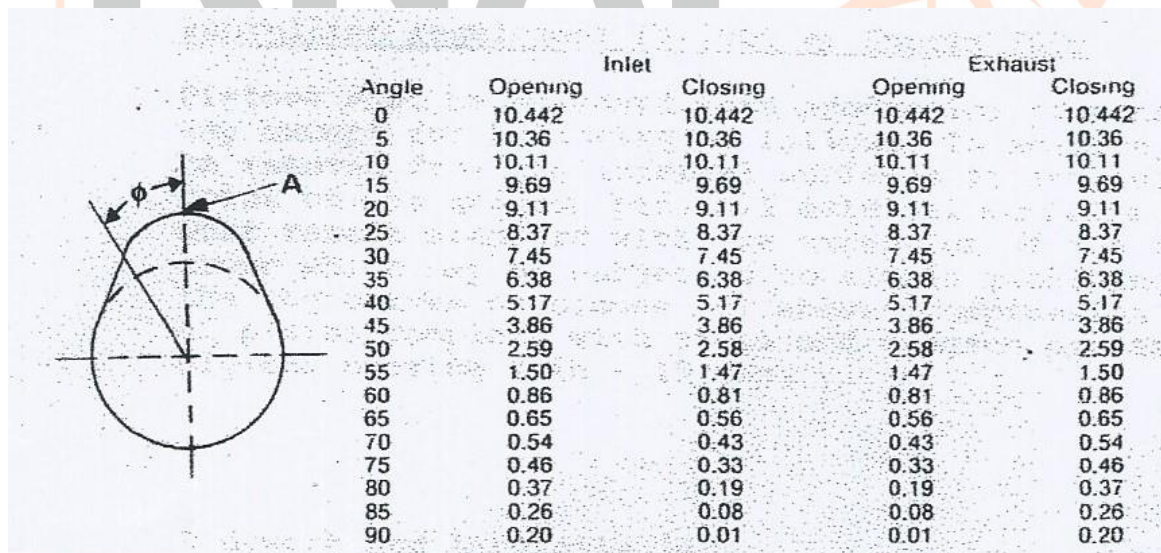 Inlet Exhaust
Angle Opening Closing Opening Closing
0 10.442 10.442 10.442 10.442
5 10.36 10.36 10.36 10.36
10 10.11 10.11 10.11 10.11
φ A
15 9.69 9.69 9.69 9.69
20 9.11 9.11 9.11 9.11
25 8.37 8.37 8.37 8.37
30 7.45 7.45 7.45 7.45
35 6.38 6.38 6.38 6.38
40 5.17 5.17 5.17 5.17
45 3.86 3.86 3.86 3.86
50 2.59 2.58 2.58 2.59
55 1.50 1.47 1.47 1.50
60 0.86 0.81 0.81 0.86
65 0.65 0.56 0.56 0.65
70 0.54 0.43 0.43 0.54
75 0.46 0.33 0.33 0.46
80 0.37 0.19 0.19 0.37
85 0.26 0.08 0.08 0.26
90 0.20 0.01 0.01 0.20